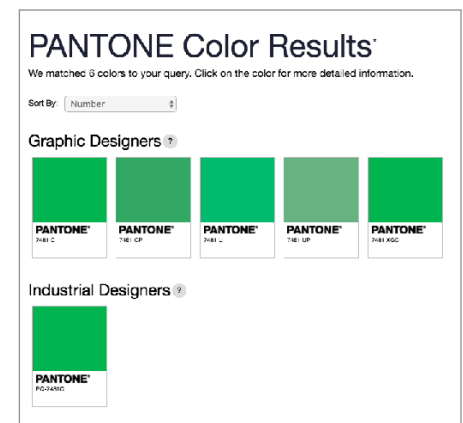 PANTONE Color Results*
We matched 6 colors to your query. Click on the color for more detailed information.
Sort By: Number
Graphic Designers ?
PANTONE® PANTONE® PANTONE® PANTONE® PANTONE®
7481 C 7481 CP 7481 U 7481 UP 7481 XGC
Industrial Designers ?
PANTONE®
PQ-7481C